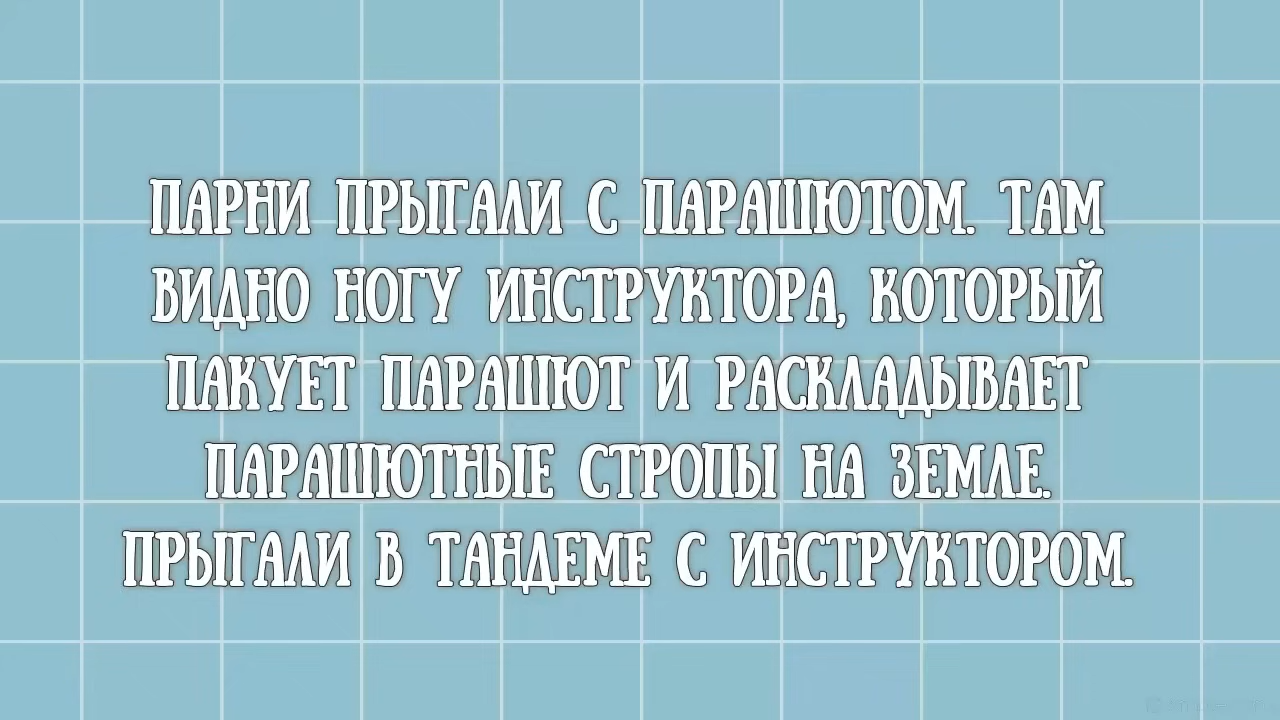 ПАРНИ ПРЫГАЛИ С ПАРАШЮТОМ. ТАМ
ВИДНО НОГУ ИНСТРУКТОРА, КОТОРЫЙ
ПАКУЕТ ПАРАШЮТ И РАСКЛАДЫВАЕТ
ПАРАШЮТНЫЕ СТРОПЫ НА ЗЕМЛЕ.
ПРЫГАЛИ В ТАНДЕМЕ С ИНСТРУКТОРОМ.